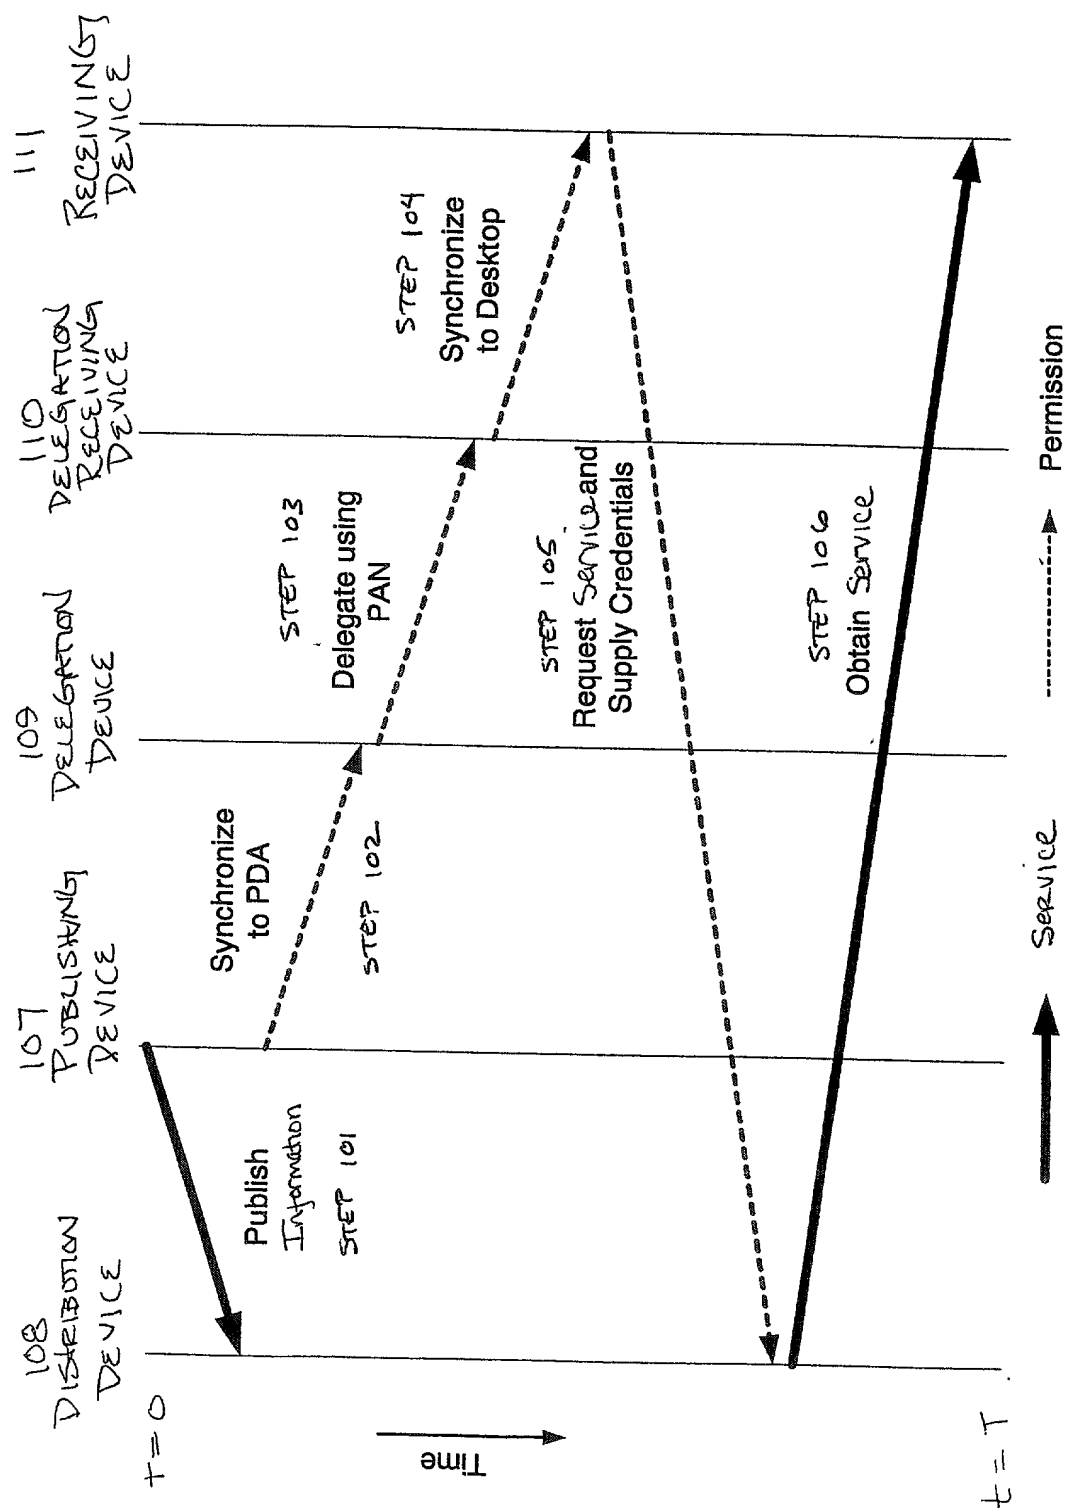 108
DISTRIBUTION
DEVICE
107
PUBLISHING
DEVICE
109
DELEGATION
DEVICE
110
DELEGATION
RECEIVING
DEVICE
111
RECEIVING
DEVICE
t=0
Time
t=T
Publish
Information
STEP 101
Synchronize
to PDA
STEP 102
STEP 103
Delegate using
PAN
STEP 104
Synchronize
to Desktop
STEP 105
Request Service and
Supply Credentials
STEP 106
Obtain Service
Service
Permission